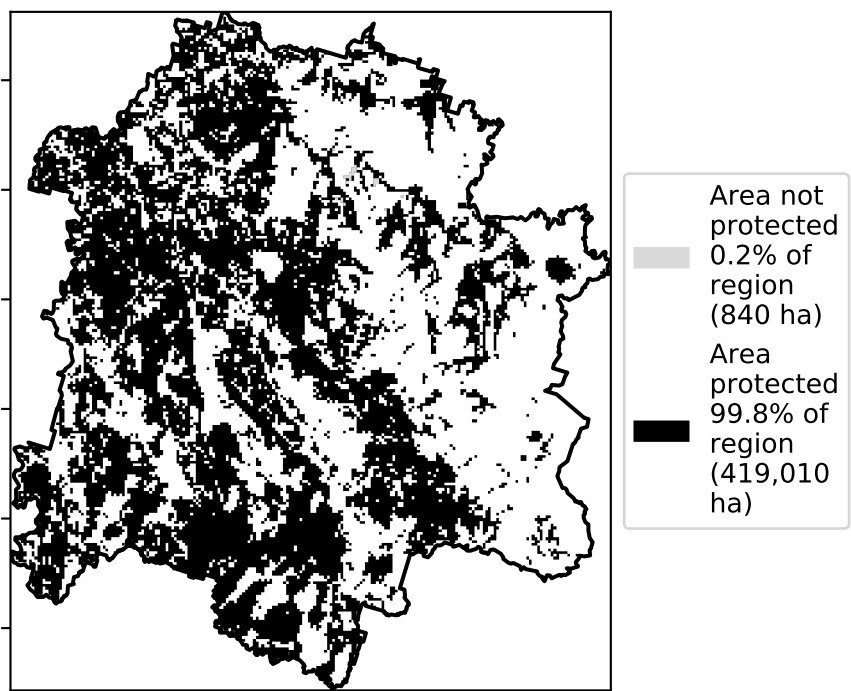 Area not
protected
0.2% of
region
(840 ha)
Area
protected
99.8% of
region
(419,010
ha)